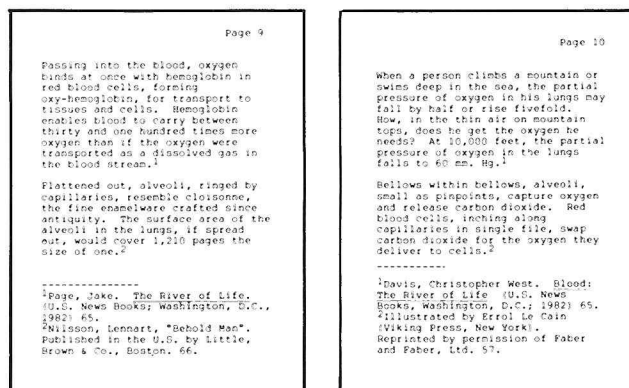 Page 9
Passing into the blood, oxygen
binds at once with hemoglobin in
red blood cells, forming
oxy-hemoglobin, for transport to
tissues and cells. Hemoglobin
enables blood to carry between
thirty and one hundred times more
oxygen than if the oxygen were
transported as a dissolved gas in
the blood stream.1
Flattened out, alveoli, ringed by
capillaries, resemble cloisonne,
the fine enamelware crafted since
antiquity. The surface area of the
alveoli in the lungs, if spread
out, would cover 1,210 pages the
size of one.2
1Page, Jake. The River of Life.
(U.S. News Books; Washington, D.C.,
1982) 65.
2Nilsson, Lennart, "Behold Man".
Published in the U.S. by Little,
Brown & Co., Boston. 66.
Page 10
When a person climbs a mountain or
swims deep in the sea, the partial
pressure of oxygen in his lungs may
fall by half or rise fivefold.
How, in the thin air on mountain
tops, does he get the oxygen he
needs? At 10,000 feet, the partial
pressure of oxygen in the lungs
falls to 60 mm. Hg.1
Bellows within bellows, alveoli,
small as pinpoints, capture oxygen
and release carbon dioxide. Red
blood cells, inching along
capillaries in single file, swap
carbon dioxide for the oxygen they
deliver to cells.2
1Davis, Christopher West. Blood:
The River of Life (U.S. News
Books, Washington, D.C.; 1982) 65.
2Illustrated by Errol Le Cain
(Viking Press, New York).
Reprinted by permission of Faber
and Faber, Ltd. 57.